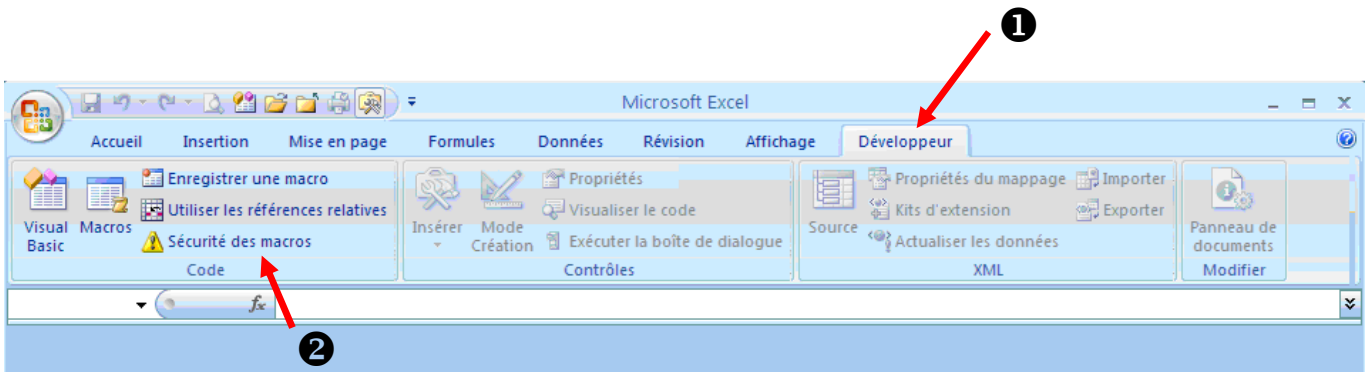 ❶
Microsoft Excel
Accueil Insertion Mise en page Formules Données Révision Affichage Développeur
Visual Basic
Macros
Enregistrer une macro
Utiliser les références relatives
Sécurité des macros
Code
Insérer
Mode Création
Propriétés
Visualiser le code
Exécuter la boîte de dialogue
Contrôles
Source
Propriétés du mappage
Kits d'extension
Actualiser les données
Importer
Exporter
XML
Panneau de documents
Modifier
fx
❷